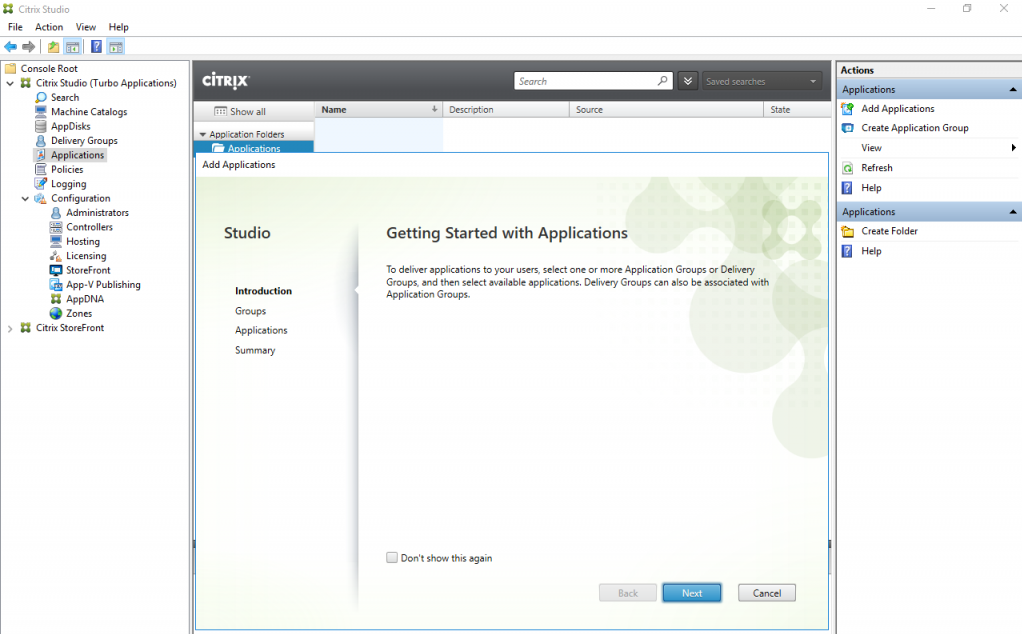 Citrix Studio
File Action View Help
Console Root
Citrix Studio (Turbo Applications)
Search
Machine Catalogs
AppDisks
Delivery Groups
Applications
Policies
Logging
Configuration
Administrators
Controllers
Hosting
Licensing
StoreFront
App-V Publishing
AppDNA
Zones
Citrix StoreFront
CİTRIX
Search
Saved searches
Show all
Name Description Source State
Application Folders
Applications
Add Applications
Studio
Introduction
Groups
Applications
Summary
Getting Started with Applications
To deliver applications to your users, select one or more Application Groups or Delivery
Groups, and then select available applications. Delivery Groups can also be associated with
Application Groups.
Don't show this again
Back Next Cancel
Actions
Applications
Add Applications
Create Application Group
View
Refresh
Help
Applications
Create Folder
Help